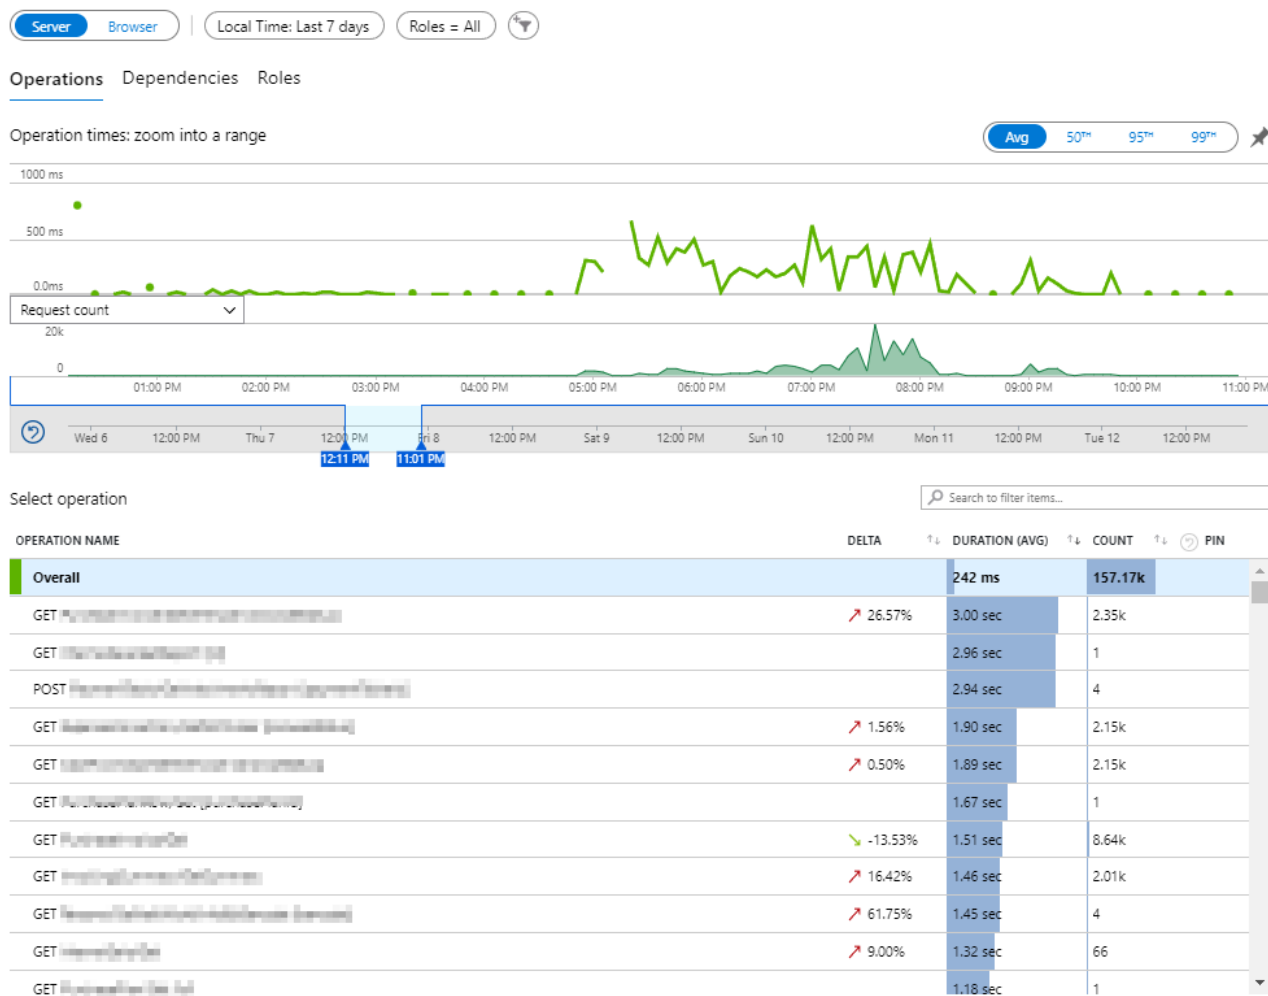 Server Browser Local Time: Last 7 days Roles = All
Operations Dependencies Roles
Operation times: zoom into a range
Avg 50TH 95TH 99TH
1000 ms
500 ms
0.0ms
Request count
20k
0
01:00 PM 02:00 PM 03:00 PM 04:00 PM 05:00 PM 06:00 PM 07:00 PM 08:00 PM 09:00 PM 10:00 PM 11:00 PM
Wed 6 12:00 PM Thu 7 12:00 PM Fri 8 12:00 PM Sat 9 12:00 PM Sun 10 12:00 PM Mon 11 12:00 PM Tue 12 12:00 PM
12:11 PM 11:01 PM
Select operation
Search to filter items...
OPERATION NAME DELTA DURATION (AVG) COUNT PIN
Overall 242 ms 157.17k
GET 26.57% 3.00 sec 2.35k
GET 2.96 sec 1
POST 2.94 sec 4
GET 1.56% 1.90 sec 2.15k
GET 0.50% 1.89 sec 2.15k
GET 1.67 sec 1
GET -13.53% 1.51 sec 8.64k
GET 16.42% 1.46 sec 2.01k
GET 61.75% 1.45 sec 4
GET 9.00% 1.32 sec 66
GET 1.18 sec 1